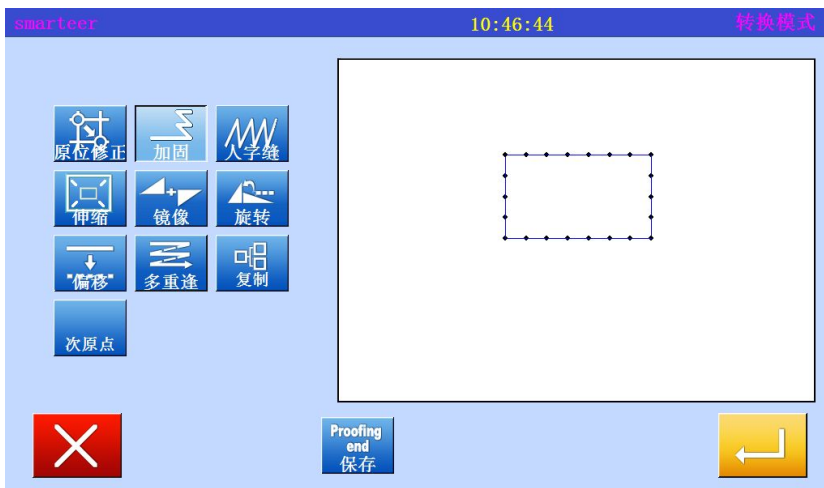 smarteer 10:46:44 转换模式
原位修正 加固 人字缝
伸缩 镜像 旋转
偏移 多重逢 复制
次原点
Proofing
end
保存